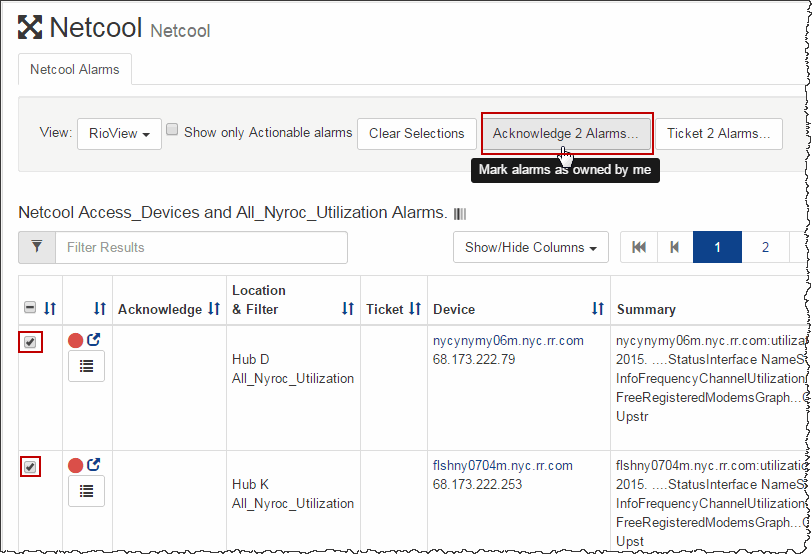 Netcool Netcool
Netcool Alarms
View: RioView Show only Actionable alarms Clear Selections Acknowledge 2 Alarms... Ticket 2 Alarms...
Mark alarms as owned by me
Netcool Access_Devices and All_Nyroc_Utilization Alarms.
Filter Results Show/Hide Columns 1 2
Acknowledge Location & Filter Ticket Device Summary
Hub D
All_Nyroc_Utilization
nycynymy06m.nyc.rr.com
68.173.222.79
nycynymy06m.nyc.rr.com:utiliza
2015. ....StatusInterface NameS
InfoFrequencyChannelUtilization
FreeRegisteredModemsGraph...C
Upstr
Hub K
All_Nyroc_Utilization
flshny0704m.nyc.rr.com
68.173.222.253
flshny0704m.nyc.rr.com:utilizatio
2015. ....StatusInterface NameS
InfoFrequencyChannelUtilization
FreeRegisteredModemsGraph...C
Upst